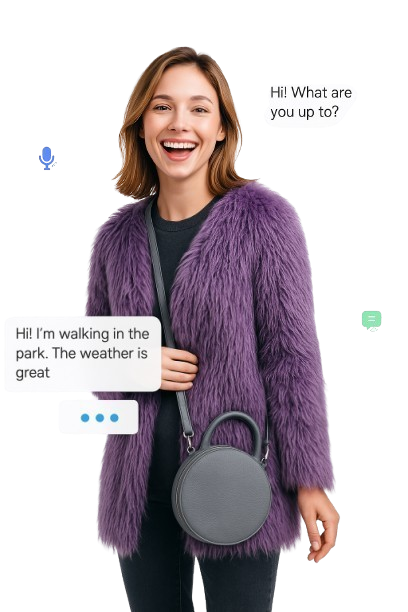 Hi! What are
you up to?
Hi! I'm walking in the
park. The weather is
great